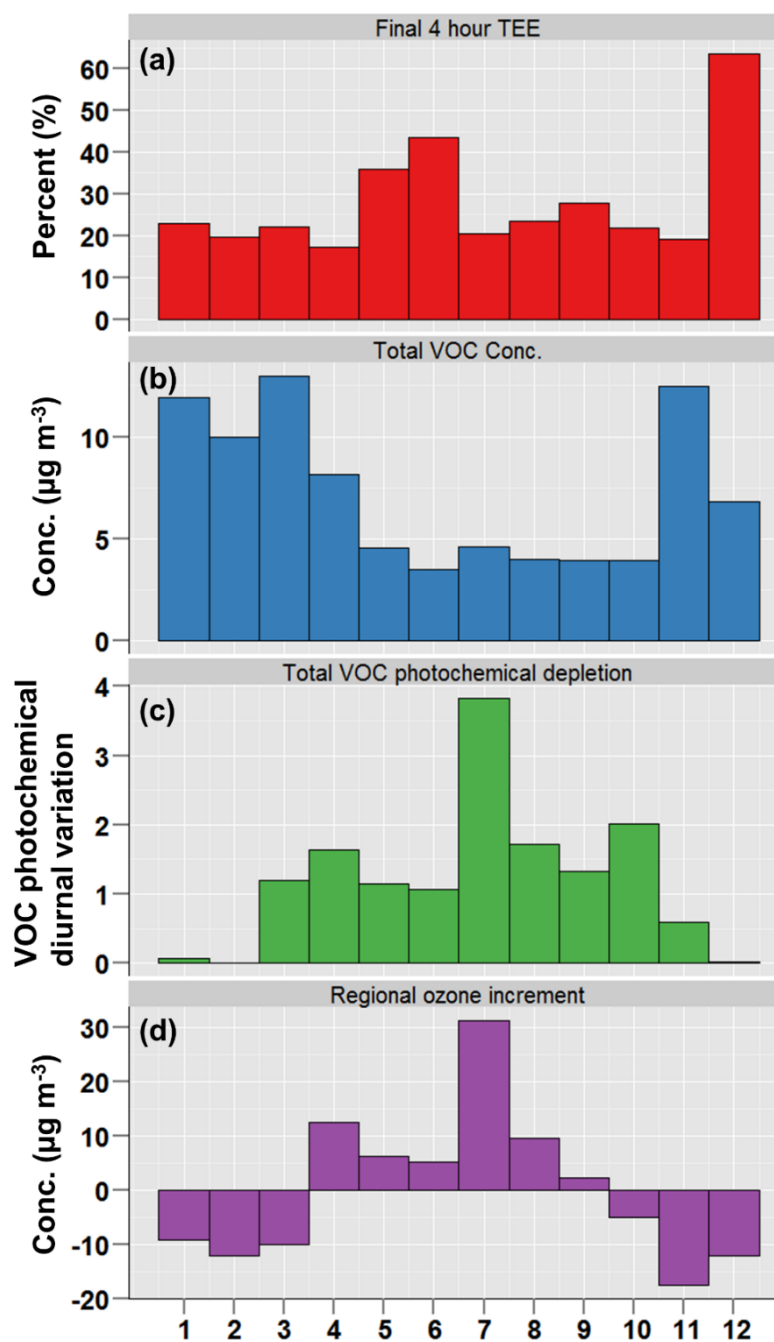 Final 4 hour TEE
(a)
Percent (%)
60
50
40
30
20
10
0
Total VOC Conc.
(b)
Conc. (µg m⁻³)
10
5
0
Total VOC photochemical depletion
(c)
VOC photochemical
diurnal variation
4
3
2
1
0
Regional ozone increment
(d)
Conc. (µg m⁻³)
30
20
10
0
-10
-20
1 2 3 4 5 6 7 8 9 10 11 12